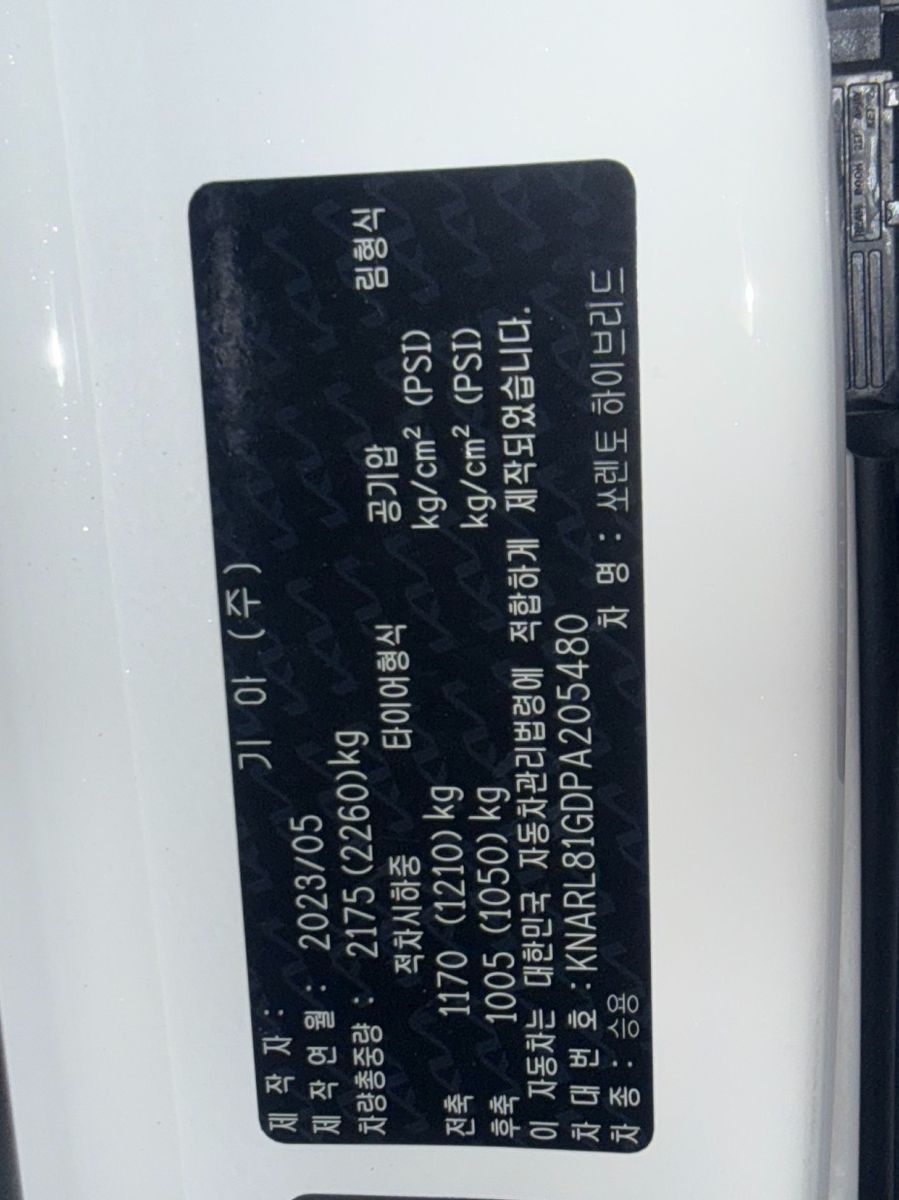 제 작 자 : 기 아 (주)
제 작 연 월 : 2023/05
차량총중량 : 2175(2260)kg
적차시하중 타이어형식 공기압 림형식
전축 1170 (1210) kg kg/cm² (PSI)
후축 1005 (1050) kg kg/cm² (PSI)
이 자동차는 대한민국 자동차관리법령에 적합하게 제작되었습니다.
차 대 번 호 : KNARL81GDPA205480
차 종 : 승용 차 명 : 쏘렌토 하이브리드